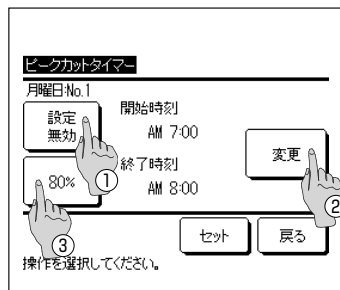 ピークカットタイマー
月曜日:No.1
設定
無効
開始時刻
AM 7:00
①
変更
②
80%
終了時刻
AM 8:00
③
セット
戻る
操作を選択してください。